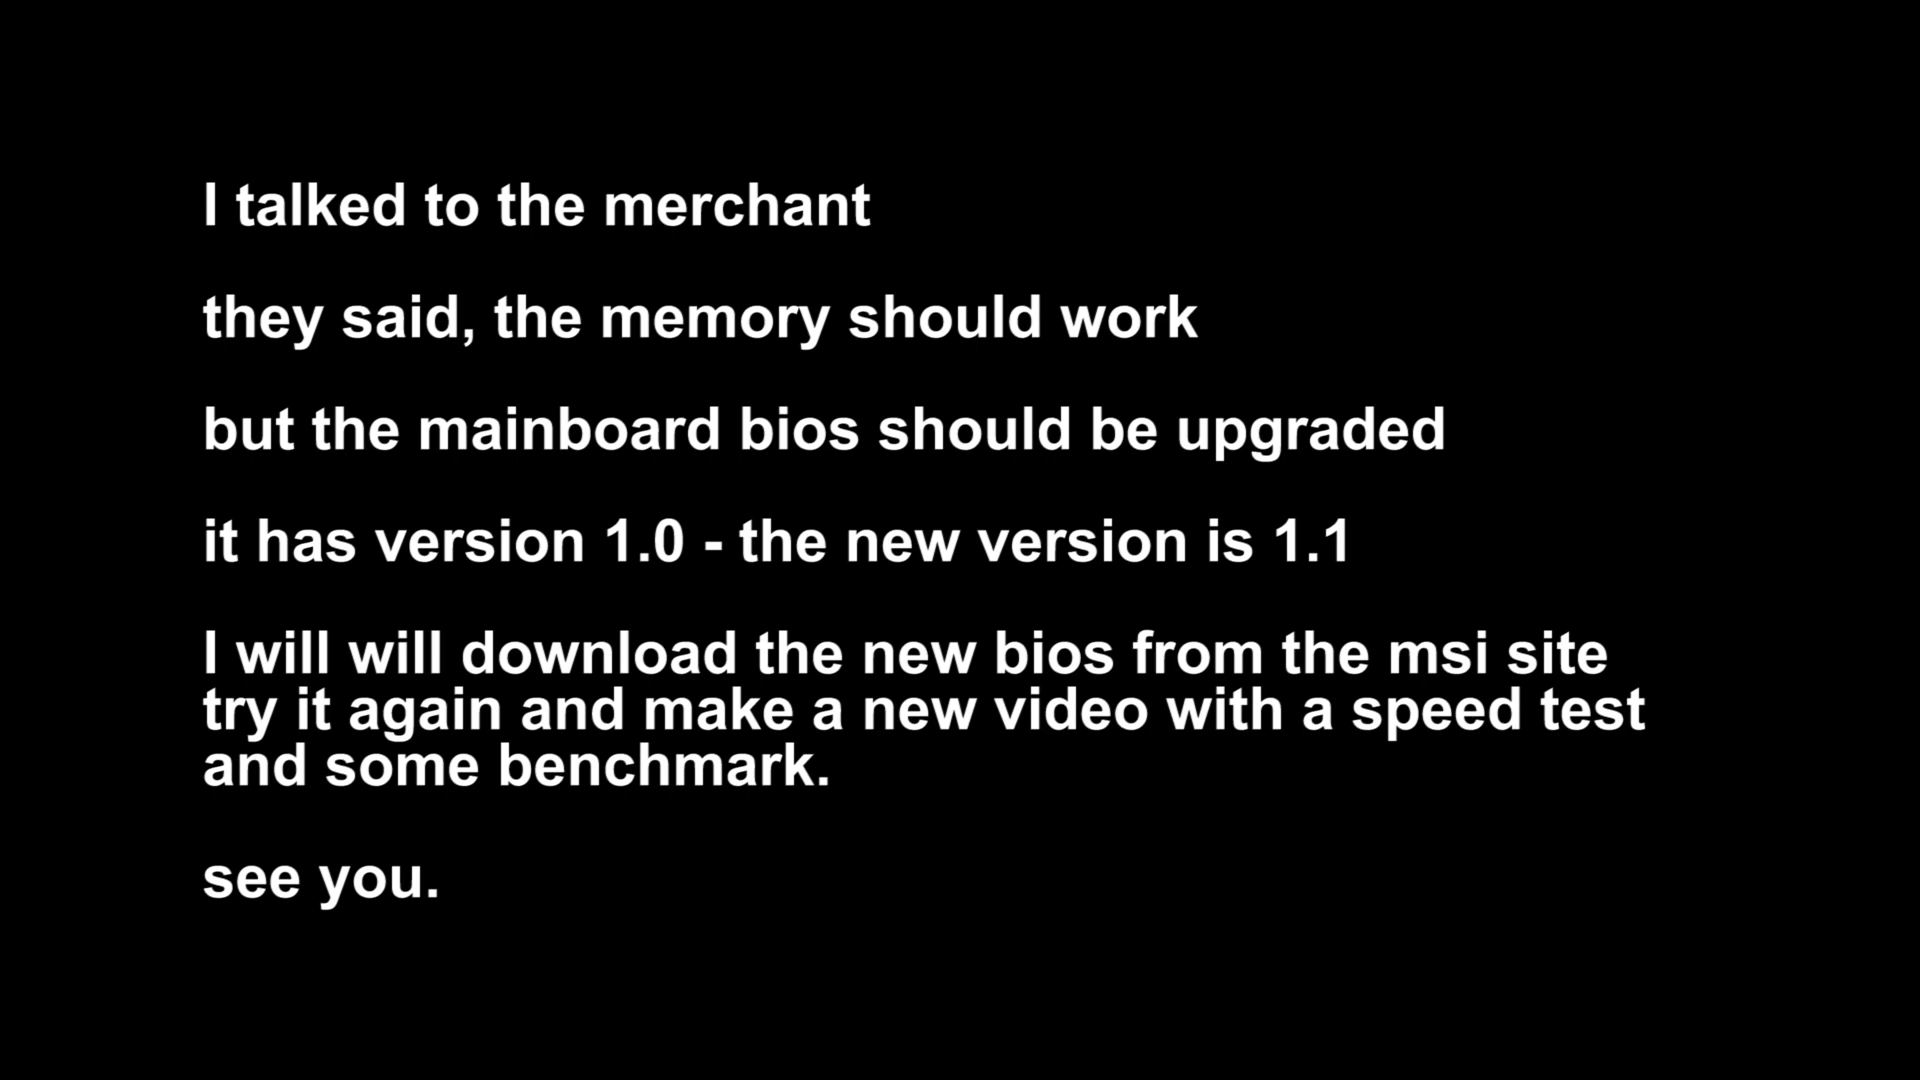 I talked to the merchant
they said, the memory should work
but the mainboard bios should be upgraded
it has version 1.0 - the new version is 1.1
I will will download the new bios from the msi site
try it again and make a new video with a speed test
and some benchmark.
see you.